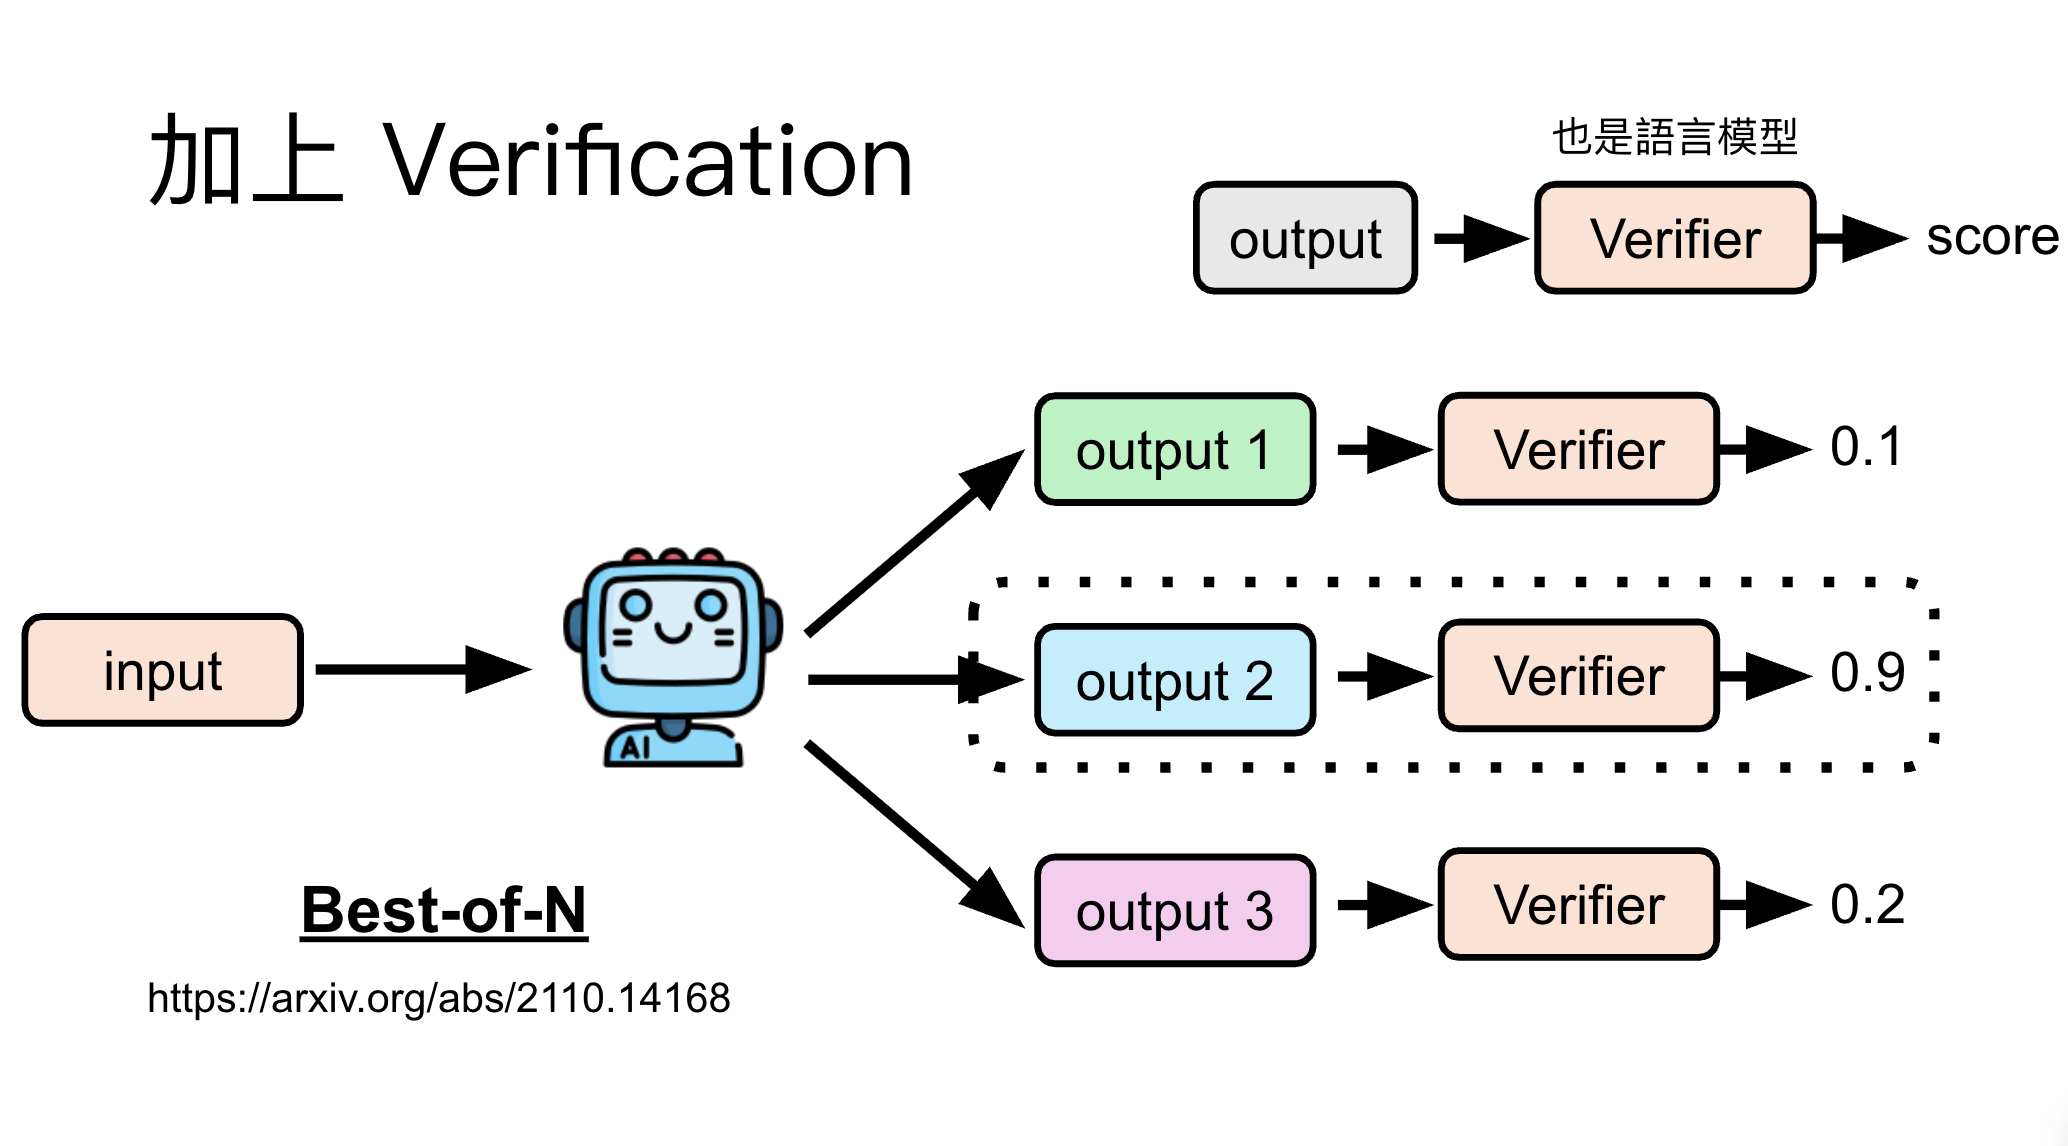 加上 Verification
也是語言模型
output
Verifier
score
output 1
Verifier
0.1
input
AI
output 2
Verifier
0.9
output 3
Verifier
0.2
Best-of-N
https://arxiv.org/abs/2110.14168